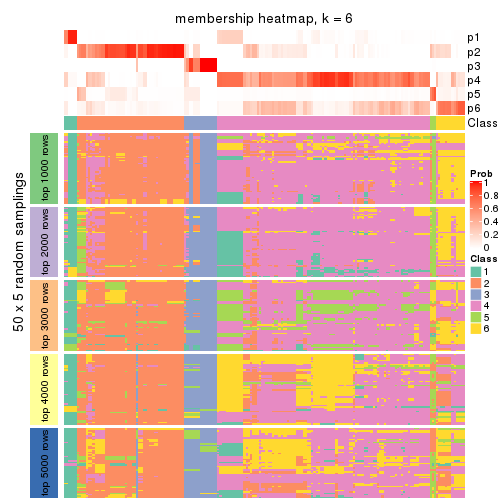 membership heatmap, k = 6
p1
p2
p3
p4
p5
p6
Class
50 x 5 random samplings
top 1000 rows
top 2000 rows
top 3000 rows
top 4000 rows
top 5000 rows
Prob
1
0.8
0.6
0.4
0.2
0
Class
1
2
3
4
5
6